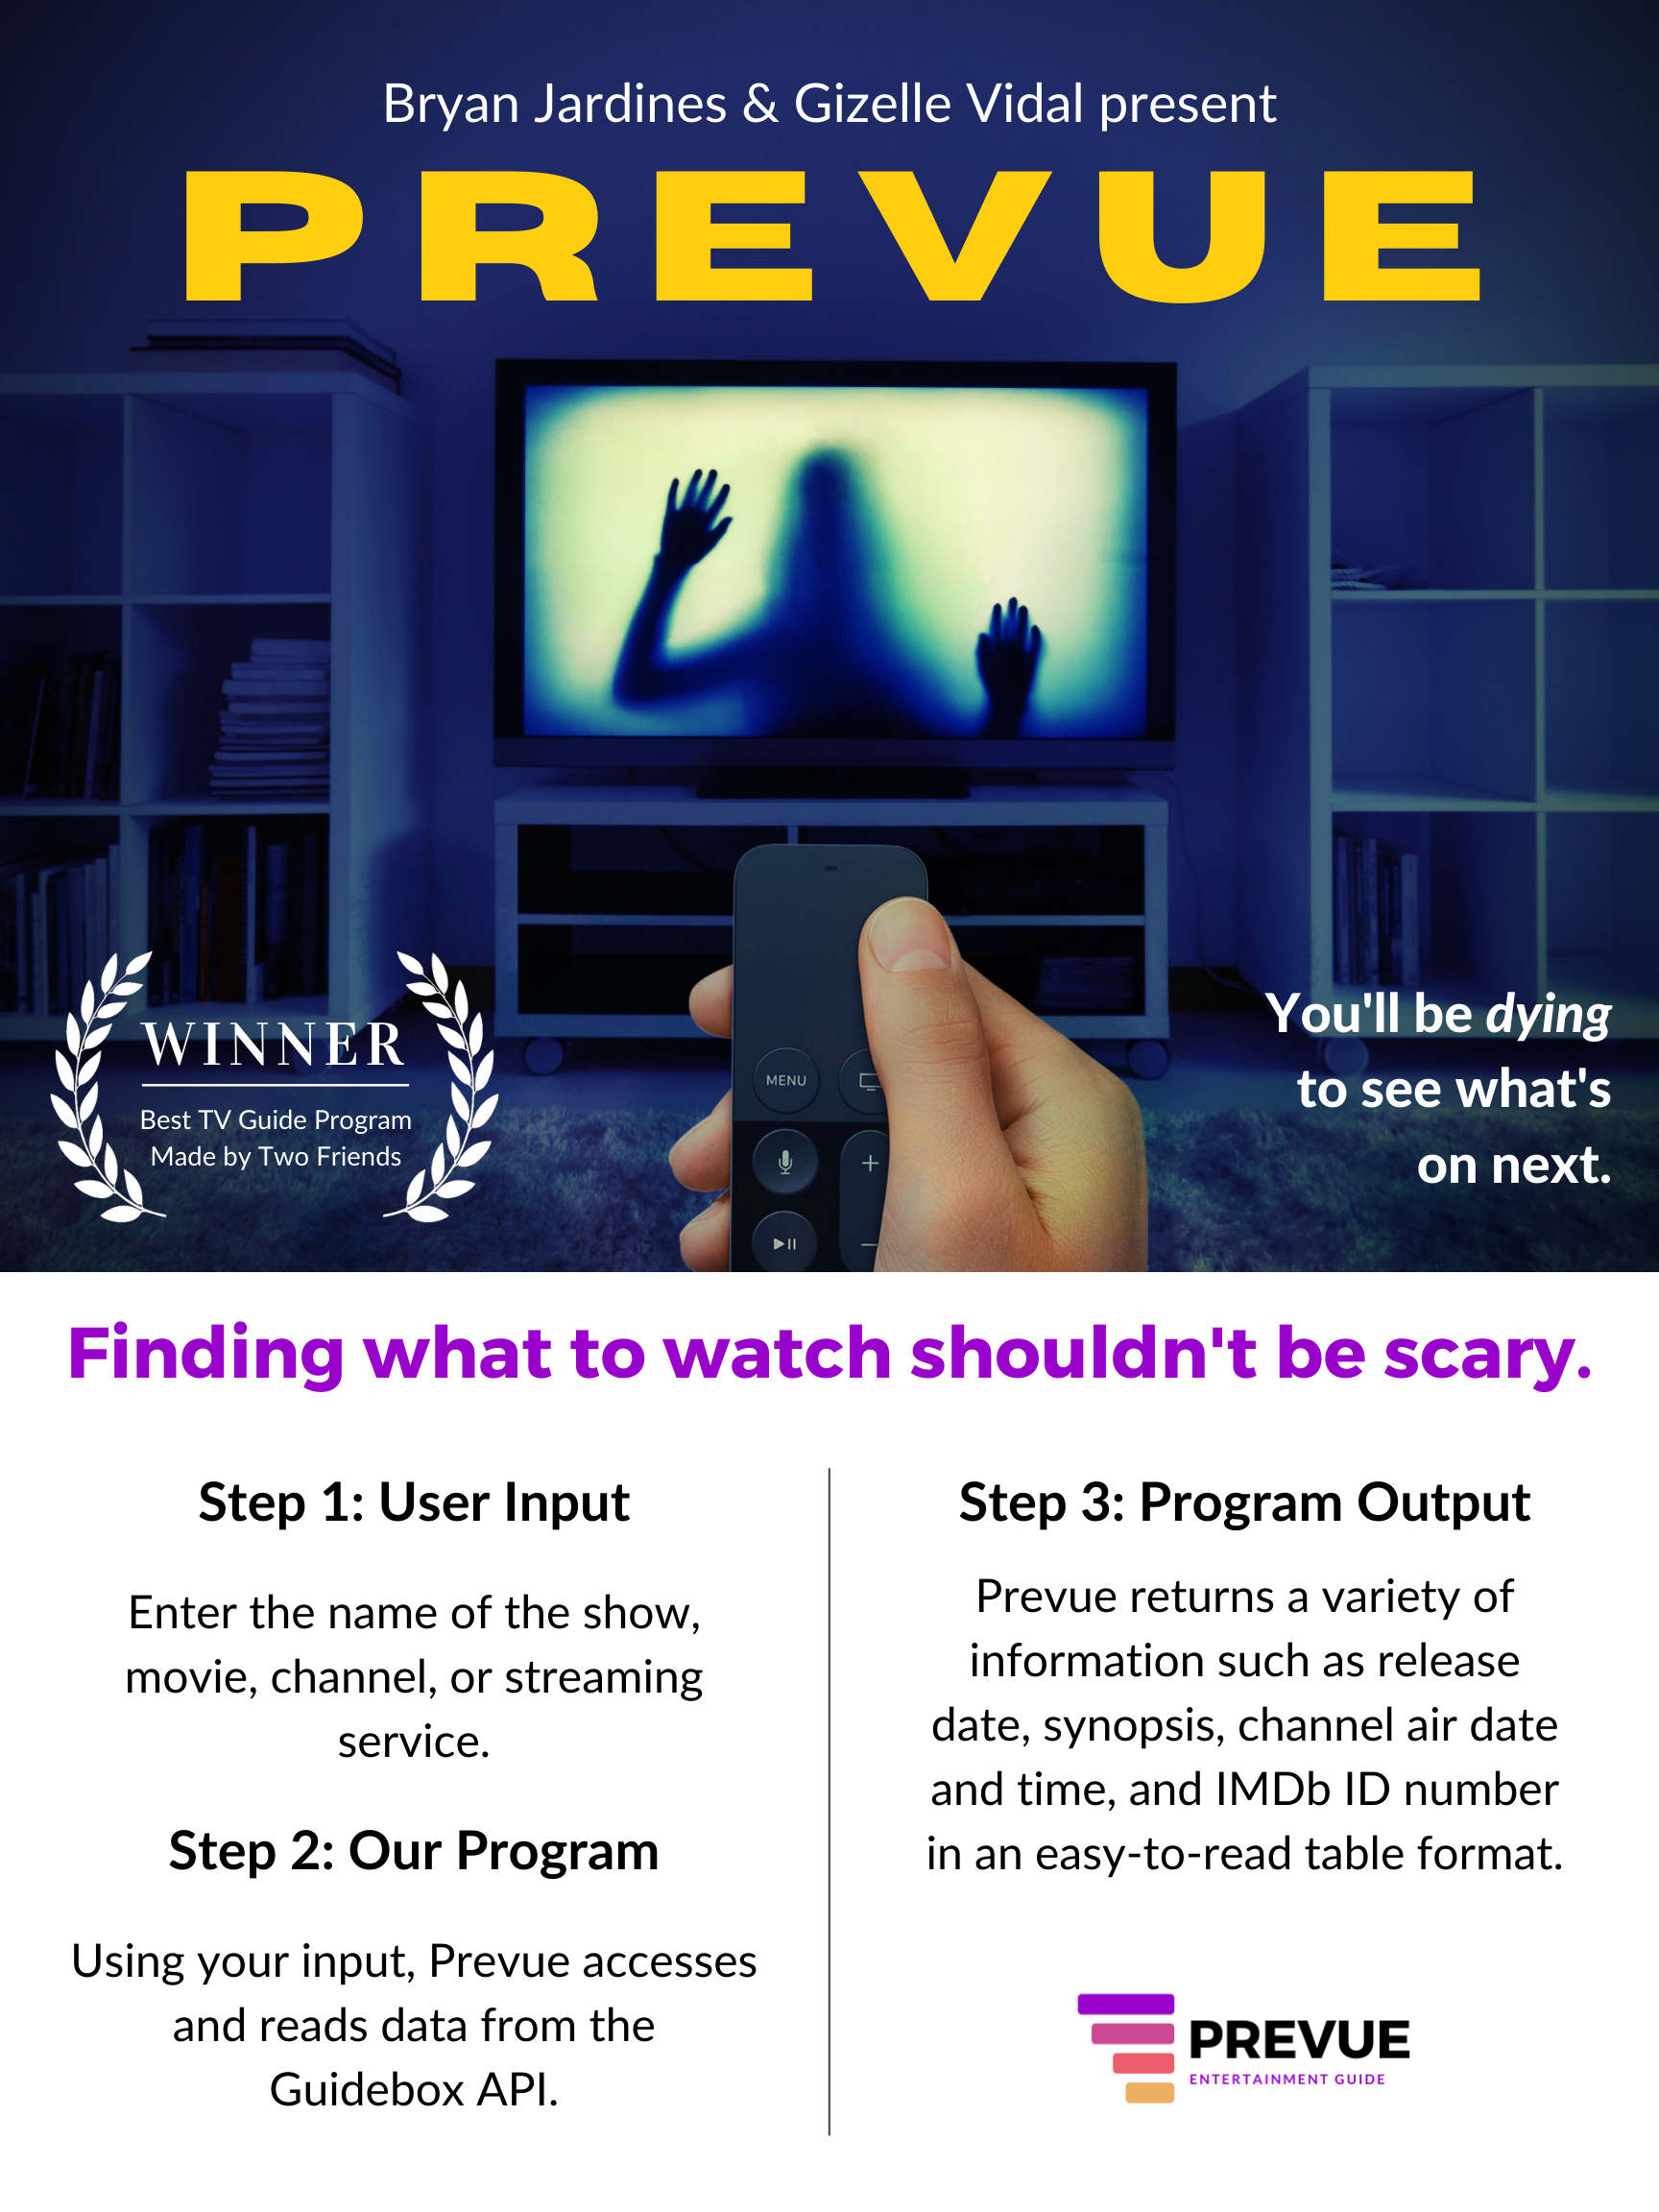 Bryan Jardines & Gizelle Vidal present
PREVUE
WINNER
Best TV Guide Program
Made by Two Friends
MENU
You'll be dying
to see what's
on next.
Finding what to watch shouldn't be scary.
Step 1: User Input
Enter the name of the show,
movie, channel, or streaming
service.
Step 2: Our Program
Using your input, Prevue accesses
and reads data from the
Guidebox API.
Step 3: Program Output
Prevue returns a variety of
information such as release
date, synopsis, channel air date
and time, and IMDb ID number
in an easy-to-read table format.
PREVUE
ENTERTAINMENT GUIDE